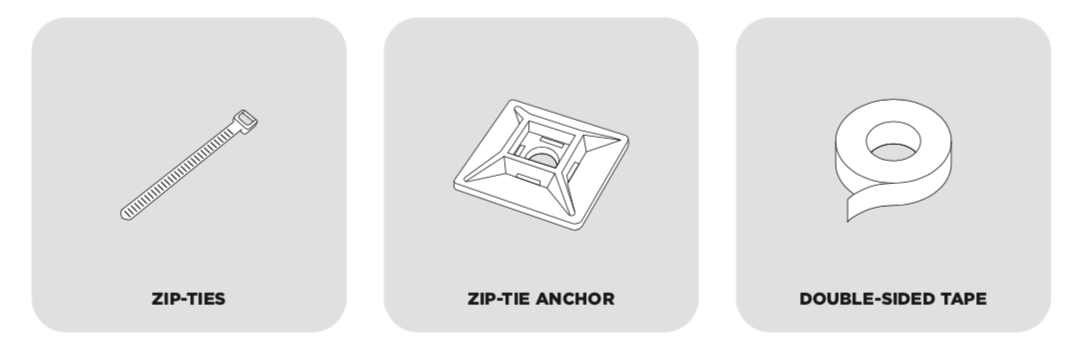 ZIP-TIES
ZIP-TIE ANCHOR
DOUBLE-SIDED TAPE